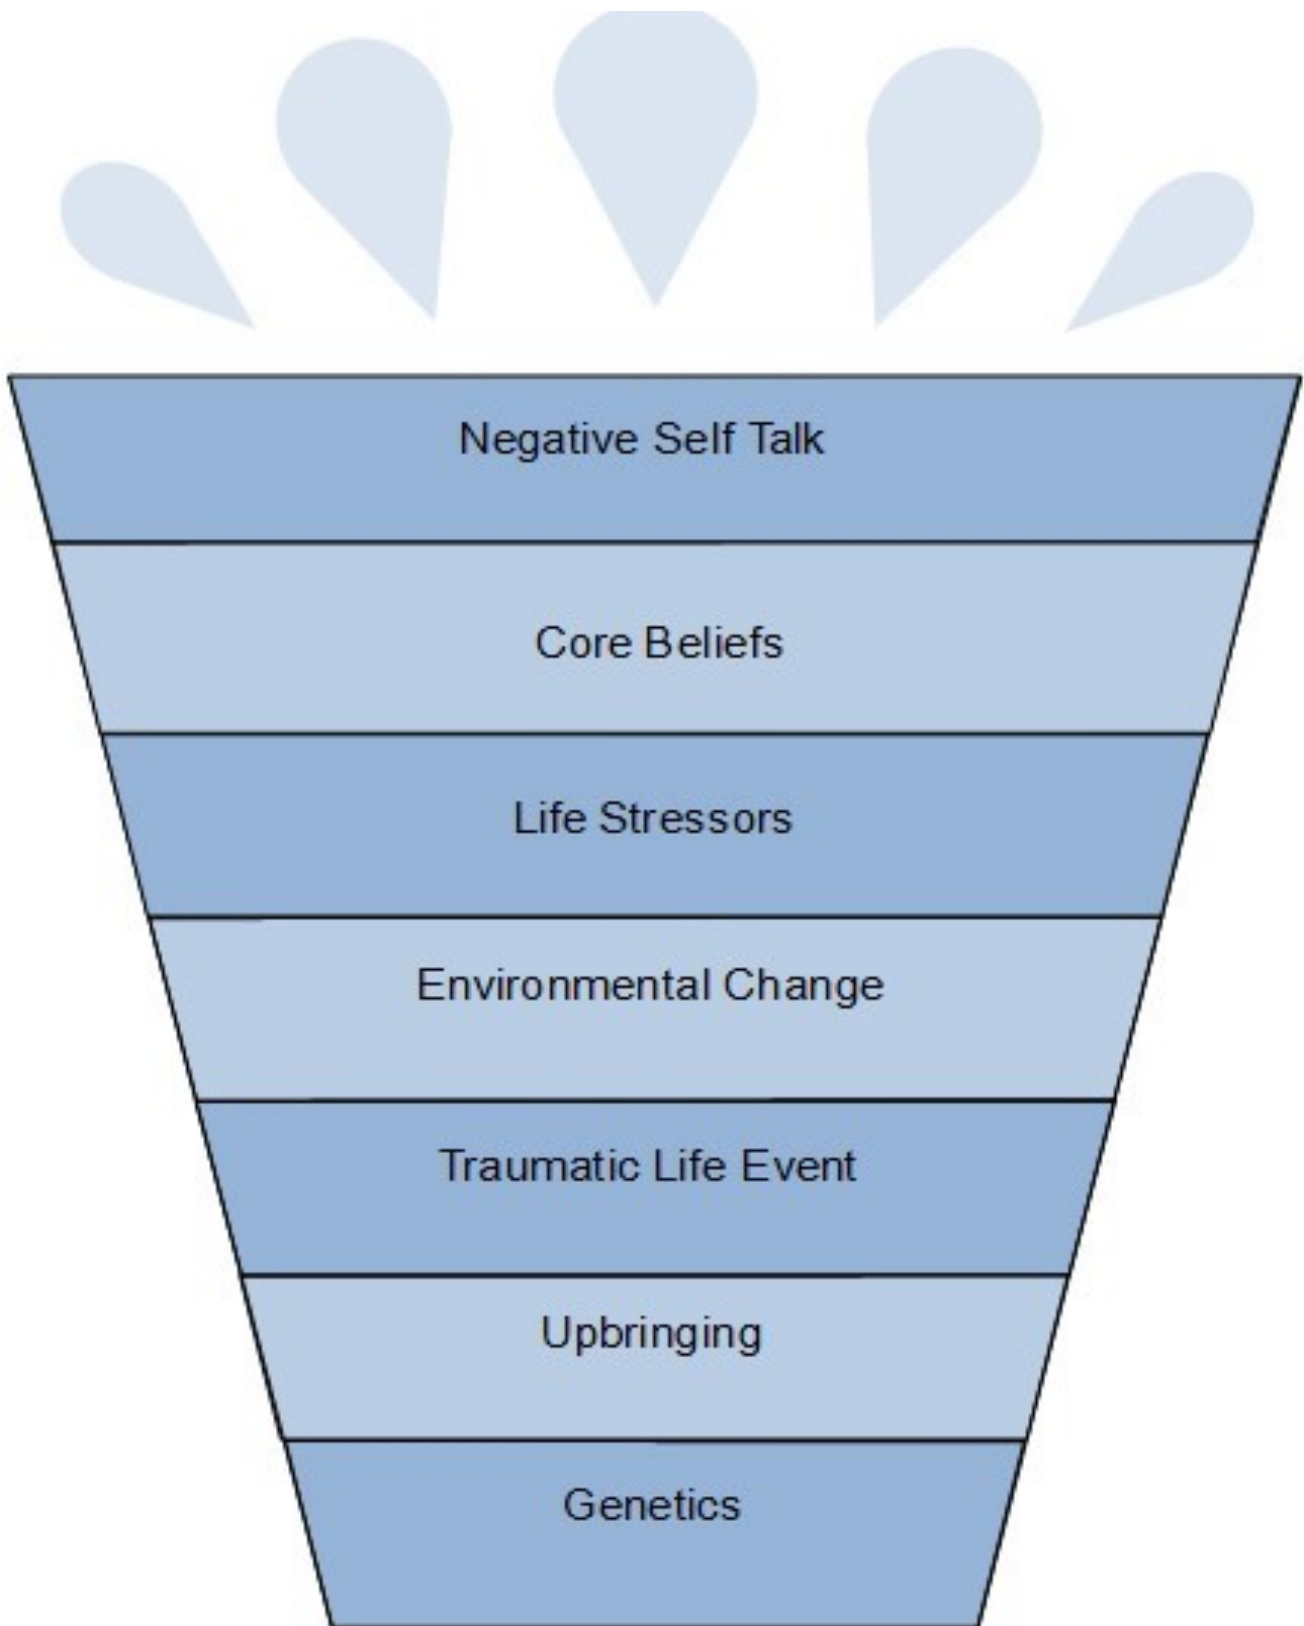 Negative Self Talk
Core Beliefs
Life Stressors
Environmental Change
Traumatic Life Event
Upbringing
Genetics